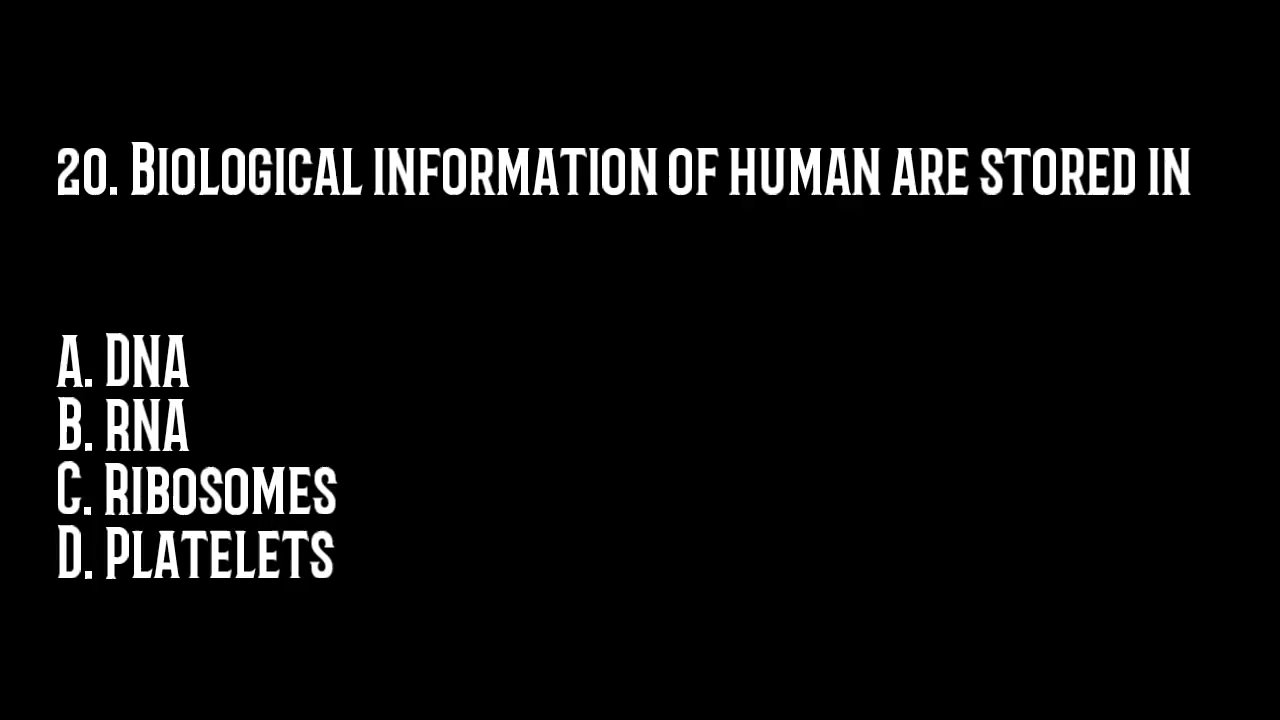 20. Biological information of human are stored in
A. DNA
B. RNA
C. Ribosomes
D. Platelets